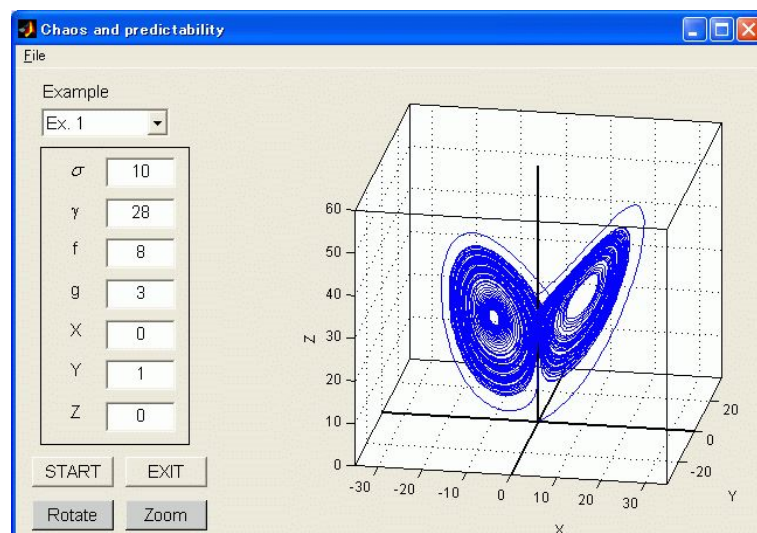 Chaos and predictability
File
Example
Ex. 1
σ 10
γ 28
f 8
g 3
X 0
Y 1
Z 0
START EXIT
Rotate Zoom
60
50
40
30
20
10
0
Z
-30 -20 -10 0 10 20 30
X
20
0
-20
Y